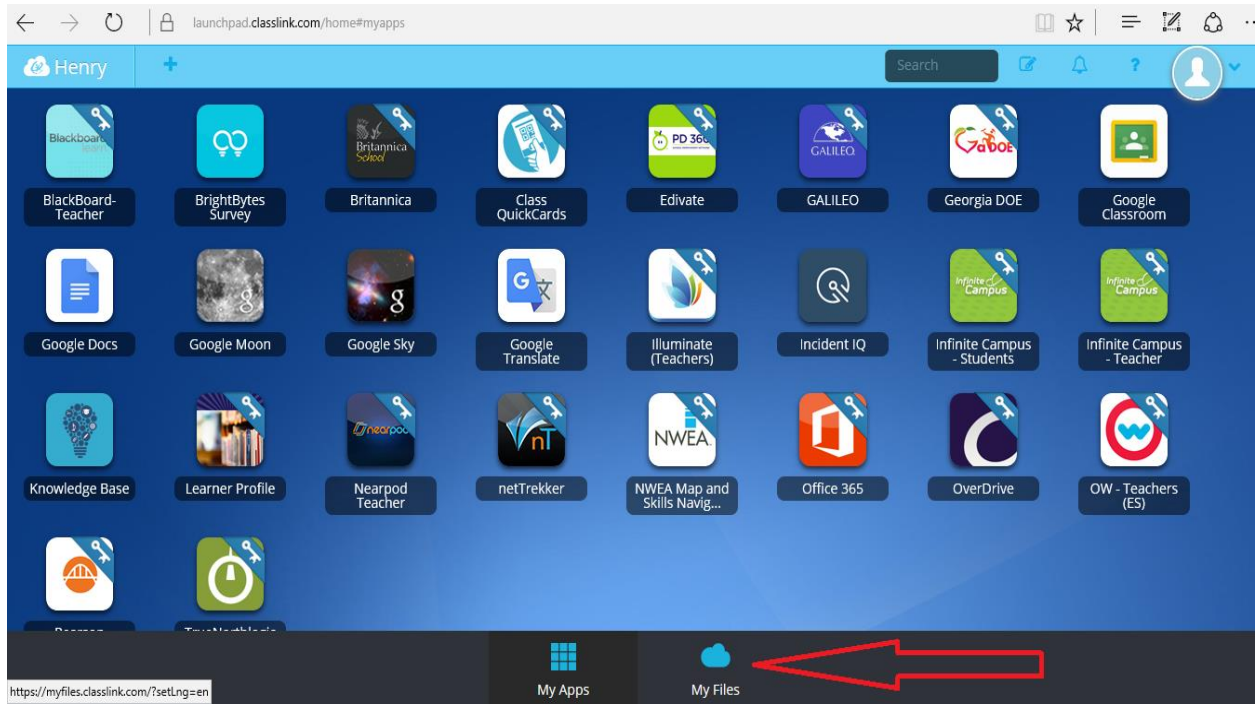 launchpad.classlink.com/home#myapps
Henry
+
Search
?
Blackboard
learn
Britannica
School
PD 360
GALILEO
GaDOE
BlackBoard-
Teacher
BrightBytes
Survey
Britannica
Class
QuickCards
Edivate
GALILEO
Georgia DOE
Google
Classroom
g
g
G
Infinite
Campus
Infinite
Campus
Google Docs
Google Moon
Google Sky
Google
Translate
Illuminate
(Teachers)
Incident IQ
Infinite Campus
- Students
Infinite Campus
- Teacher
nearpod
nT
NWEA
Knowledge Base
Learner Profile
Nearpod
Teacher
netTrekker
NWEA Map and
Skills Navig...
Office 365
OverDrive
OW - Teachers
(ES)
Pearson
TrueNorthlogic
My Apps
My Files
https://myfiles.classlink.com/?setLng=en